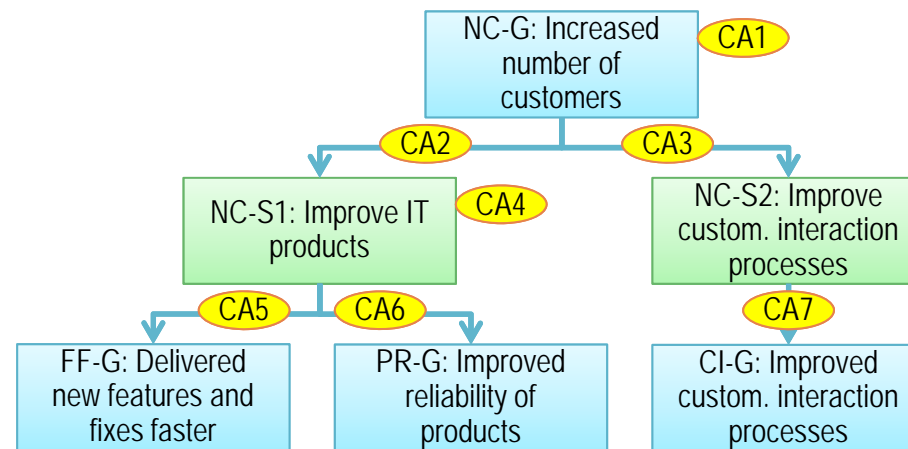 NC-G: Increased
number of
customers
CA1
CA2
CA3
NC-S1: Improve IT
products
CA4
NC-S2: Improve
custom. interaction
processes
CA5
CA6
CA7
FF-G: Delivered
new features and
fixes faster
PR-G: Improved
reliability of
products
CI-G: Improved
custom. interaction
processes